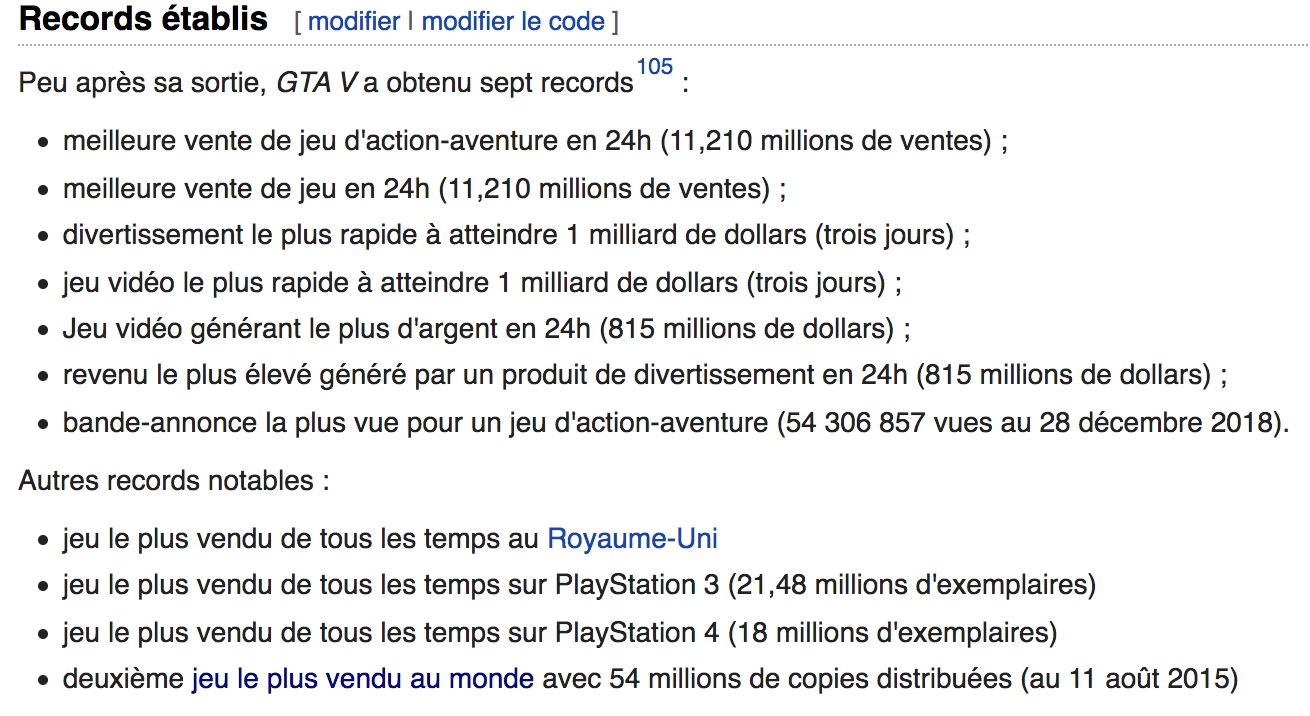 Records établis [ modifier | modifier le code ]
Peu après sa sortie, GTA V a obtenu sept records105 :
• meilleure vente de jeu d'action-aventure en 24h (11,210 millions de ventes) ;
• meilleure vente de jeu en 24h (11,210 millions de ventes) ;
• divertissement le plus rapide à atteindre 1 milliard de dollars (trois jours) ;
• jeu vidéo le plus rapide à atteindre 1 milliard de dollars (trois jours) ;
• Jeu vidéo générant le plus d'argent en 24h (815 millions de dollars) ;
• revenu le plus élevé généré par un produit de divertissement en 24h (815 millions de dollars) ;
• bande-annonce la plus vue pour un jeu d'action-aventure (54 306 857 vues au 28 décembre 2018).
Autres records notables :
• jeu le plus vendu de tous les temps au Royaume-Uni
• jeu le plus vendu de tous les temps sur PlayStation 3 (21,48 millions d'exemplaires)
• jeu le plus vendu de tous les temps sur PlayStation 4 (18 millions d'exemplaires)
• deuxième jeu le plus vendu au monde avec 54 millions de copies distribuées (au 11 août 2015)